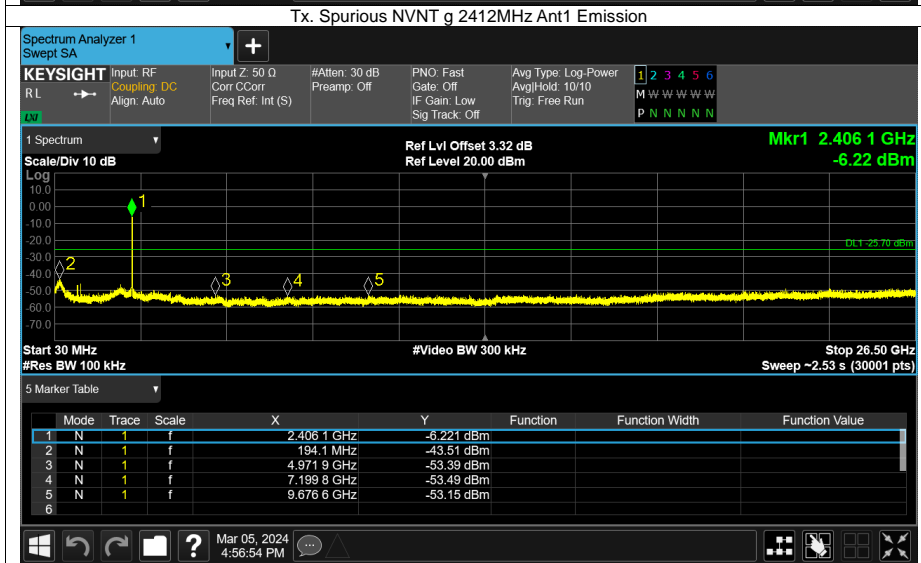 Tx. Spurious NVNT g 2412MHz Ant1 Emission
Spectrum Analyzer 1
Swept SA
+
KEYSIGHT
RL
LXI
Input: RF
Coupling: DC
Align: Auto
Input Z: 50 Ω
Corr CCorr
Freq Ref: Int (S)
#Atten: 30 dB
Preamp: Off
PNO: Fast
Gate: Off
IF Gain: Low
Sig Track: Off
Avg Type: Log-Power
Avg|Hold: 10/10
Trig: Free Run
1 2 3 4 5 6
M W W W W W
P N N N N N
1 Spectrum
Scale/Div 10 dB
Ref Lvl Offset 3.32 dB
Ref Level 20.00 dBm
Mkr1 2.406 1 GHz
-6.22 dBm
Log
10.0
0.00
-10.0
-20.0
-30.0
-40.0
-50.0
-60.0
-70.0
1
2
3
4
5
DL1 -25.70 dBm
Start 30 MHz
#Res BW 100 kHz
#Video BW 300 kHz
Stop 26.50 GHz
Sweep ~2.53 s (30001 pts)
5 Marker Table
Mode Trace Scale X Y Function Function Width Function Value
1 N 1 f 2.406 1 GHz -6.221 dBm
2 N 1 f 194.1 MHz -43.51 dBm
3 N 1 f 4.971 9 GHz -53.39 dBm
4 N 1 f 7.199 8 GHz -53.49 dBm
5 N 1 f 9.676 6 GHz -53.15 dBm
6
?
Mar 05, 2024
4:56:54 PM